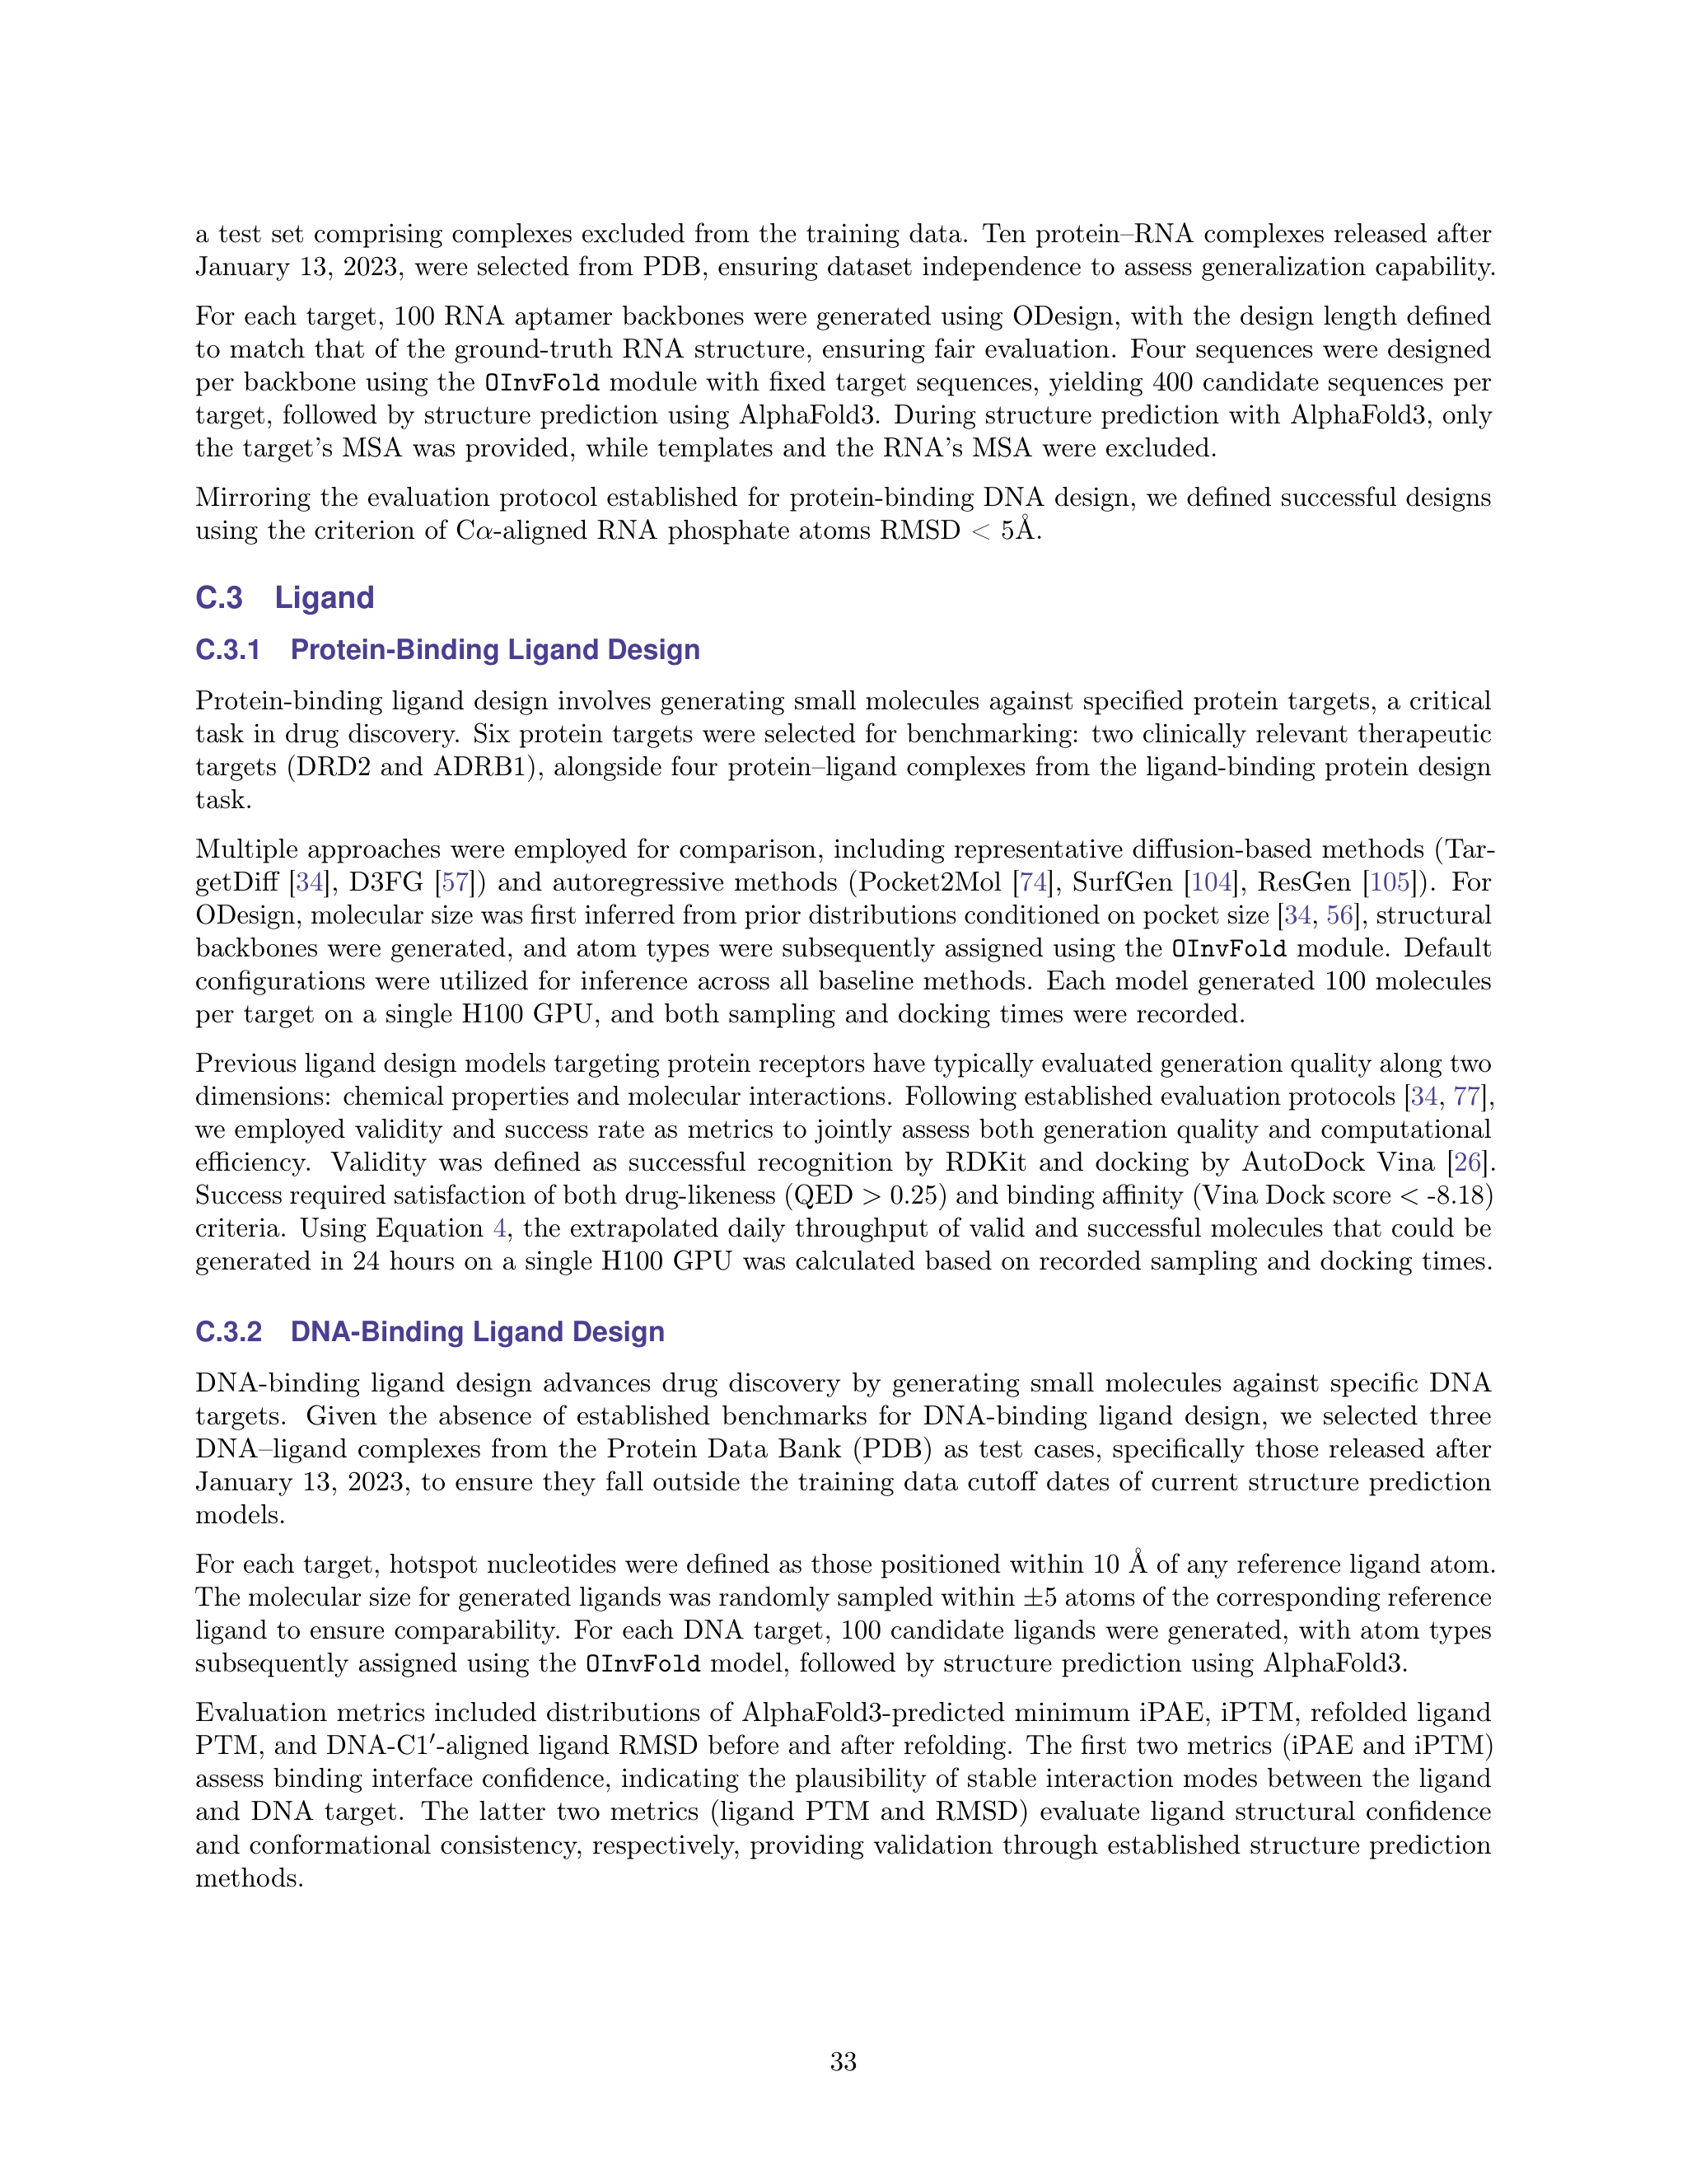 a test set comprising complexes excluded from the training data. Ten protein–RNA complexes released after
January 13, 2023, were selected from PDB, ensuring dataset independence to assess generalization capability.
For each target, 100 RNA aptamer backbones were generated using ODesign, with the design length defined
to match that of the ground-truth RNA structure, ensuring fair evaluation. Four sequences were designed
per backbone using the OInvFold module with fixed target sequences, yielding 400 candidate sequences per
target, followed by structure prediction using AlphaFold3. During structure prediction with AlphaFold3, only
the target's MSA was provided, while templates and the RNA's MSA were excluded.
Mirroring the evaluation protocol established for protein-binding DNA design, we defined successful designs
using the criterion of Cα-aligned RNA phosphate atoms RMSD < 5Å.
C.3 Ligand
C.3.1 Protein-Binding Ligand Design
Protein-binding ligand design involves generating small molecules against specified protein targets, a critical
task in drug discovery. Six protein targets were selected for benchmarking: two clinically relevant therapeutic
targets (DRD2 and ADRB1), alongside four protein–ligand complexes from the ligand-binding protein design
task.
Multiple approaches were employed for comparison, including representative diffusion-based methods (Tar-
getDiff [34], D3FG [57]) and autoregressive methods (Pocket2Mol [74], SurfGen [104], ResGen [105]). For
ODesign, molecular size was first inferred from prior distributions conditioned on pocket size [34, 56], structural
backbones were generated, and atom types were subsequently assigned using the OInvFold module. Default
configurations were utilized for inference across all baseline methods. Each model generated 100 molecules
per target on a single H100 GPU, and both sampling and docking times were recorded.
Previous ligand design models targeting protein receptors have typically evaluated generation quality along two
dimensions: chemical properties and molecular interactions. Following established evaluation protocols [34, 77],
we employed validity and success rate as metrics to jointly assess both generation quality and computational
efficiency. Validity was defined as successful recognition by RDKit and docking by AutoDock Vina [26].
Success required satisfaction of both drug-likeness (QED > 0.25) and binding affinity (Vina Dock score < -8.18)
criteria. Using Equation 4, the extrapolated daily throughput of valid and successful molecules that could be
generated in 24 hours on a single H100 GPU was calculated based on recorded sampling and docking times.
C.3.2 DNA-Binding Ligand Design
DNA-binding ligand design advances drug discovery by generating small molecules against specific DNA
targets. Given the absence of established benchmarks for DNA-binding ligand design, we selected three
DNA–ligand complexes from the Protein Data Bank (PDB) as test cases, specifically those released after
January 13, 2023, to ensure they fall outside the training data cutoff dates of current structure prediction
models.
For each target, hotspot nucleotides were defined as those positioned within 10 Å of any reference ligand atom.
The molecular size for generated ligands was randomly sampled within ±5 atoms of the corresponding reference
ligand to ensure comparability. For each DNA target, 100 candidate ligands were generated, with atom types
subsequently assigned using the OInvFold model, followed by structure prediction using AlphaFold3.
Evaluation metrics included distributions of AlphaFold3-predicted minimum iPAE, iPTM, refolded ligand
PTM, and DNA-C1′-aligned ligand RMSD before and after refolding. The first two metrics (iPAE and iPTM)
assess binding interface confidence, indicating the plausibility of stable interaction modes between the ligand
and DNA target. The latter two metrics (ligand PTM and RMSD) evaluate ligand structural confidence
and conformational consistency, respectively, providing validation through established structure prediction
methods.
33